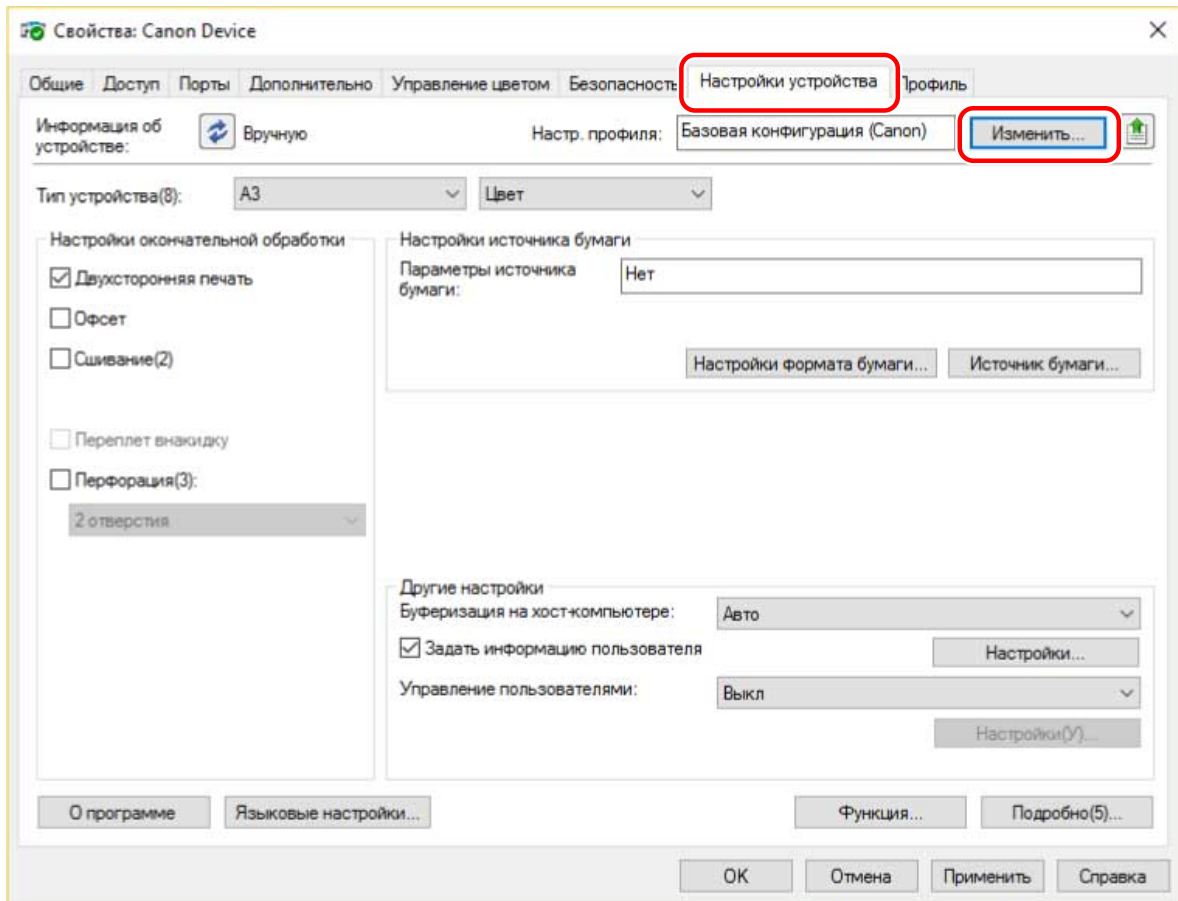 Свойства: Canon Device
Общие Доступ Порты Дополнительно Управление цветом Безопасность Настройки устройства Профиль
Информация об устройстве:
Вручную
Настр. профиля:
Базовая конфигурация (Canon)
Изменить...
Тип устройства(8):
A3
Цвет
Настройки окончательной обработки
Двухсторонняя печать
Офсет
Сшивание(2)
Переплет внакидку
Перфорация(3):
2 отверстия
Настройки источника бумаги
Параметры источника
бумаги:
Нет
Настройки формата бумаги...
Источник бумаги...
Другие настройки
Буферизация на хост-компьютере:
Авто
Задать информацию пользователя
Настройки...
Управление пользователями:
Выкл
Настройки(У)...
О программе
Языковые настройки...
Функция...
Подробно(5)...
OK
Отмена
Применить
Справка